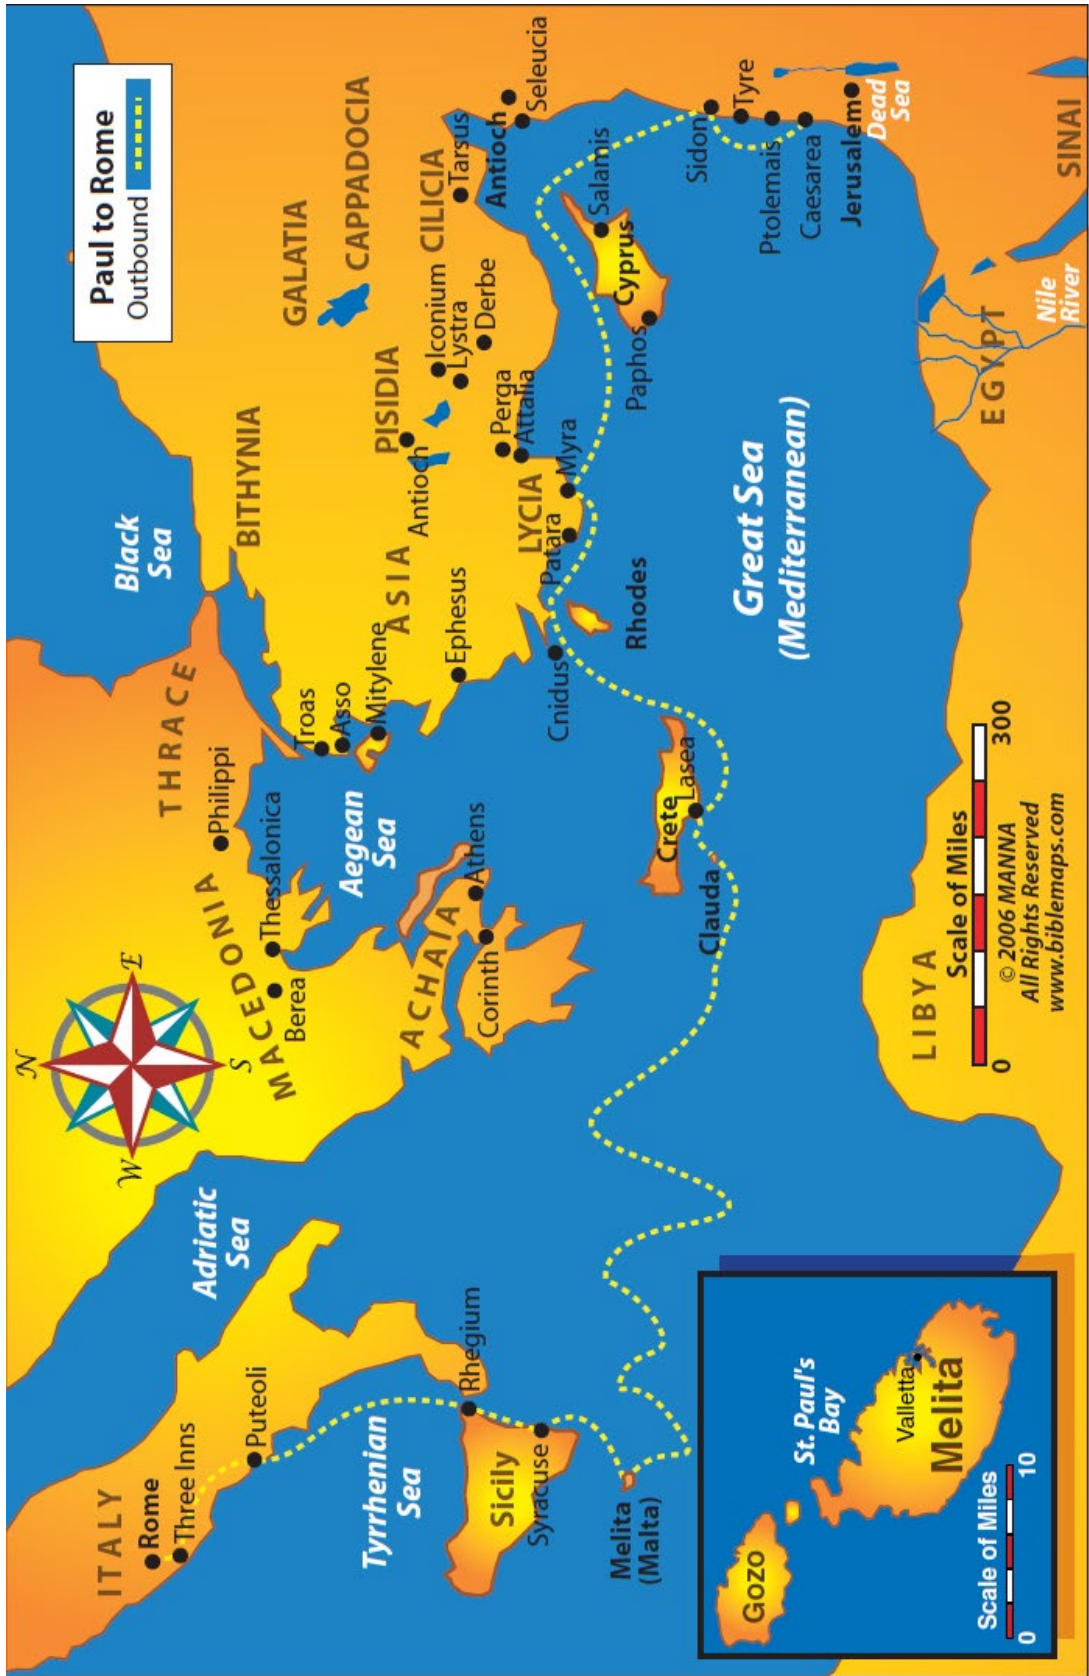 Paul to Rome
Outbound
N
E
S
W
Black
Sea
THRACE
BITHYNIA
GALATIA
CAPPADOCIA
MACEDONIA
Philippi
Thessalonica
Berea
ITALY
Rome
Three Inns
Puteoli
Adriatic
Sea
Aegean
Sea
Troas
Asso
Mitylene
ASIA
PISIDIA
Antioch
Iconium
Lystra
Derbe
CILICIA
Tarsus
Antioch
Seleucia
ACHAIA
Athens
Corinth
Ephesus
Perga
Attalia
LYCIA
Patara
Myra
Cnidus
Rhodes
Tyrrhenian
Sea
Rhegium
Sicily
Syracuse
Melita
(Malta)
Crete
Lasea
Clauda
Cyprus
Salamis
Paphos
Sidon
Tyre
Ptolemais
Caesarea
Jerusalem
Dead
Sea
Great Sea
(Mediterranean)
LIBYA
EGYPT
Nile
River
SINAI
Scale of Miles
0
300
© 2006 MANNA
All Rights Reserved
www.biblemaps.com
St. Paul's
Bay
Gozo
Valletta
Melita
Scale of Miles
0
10